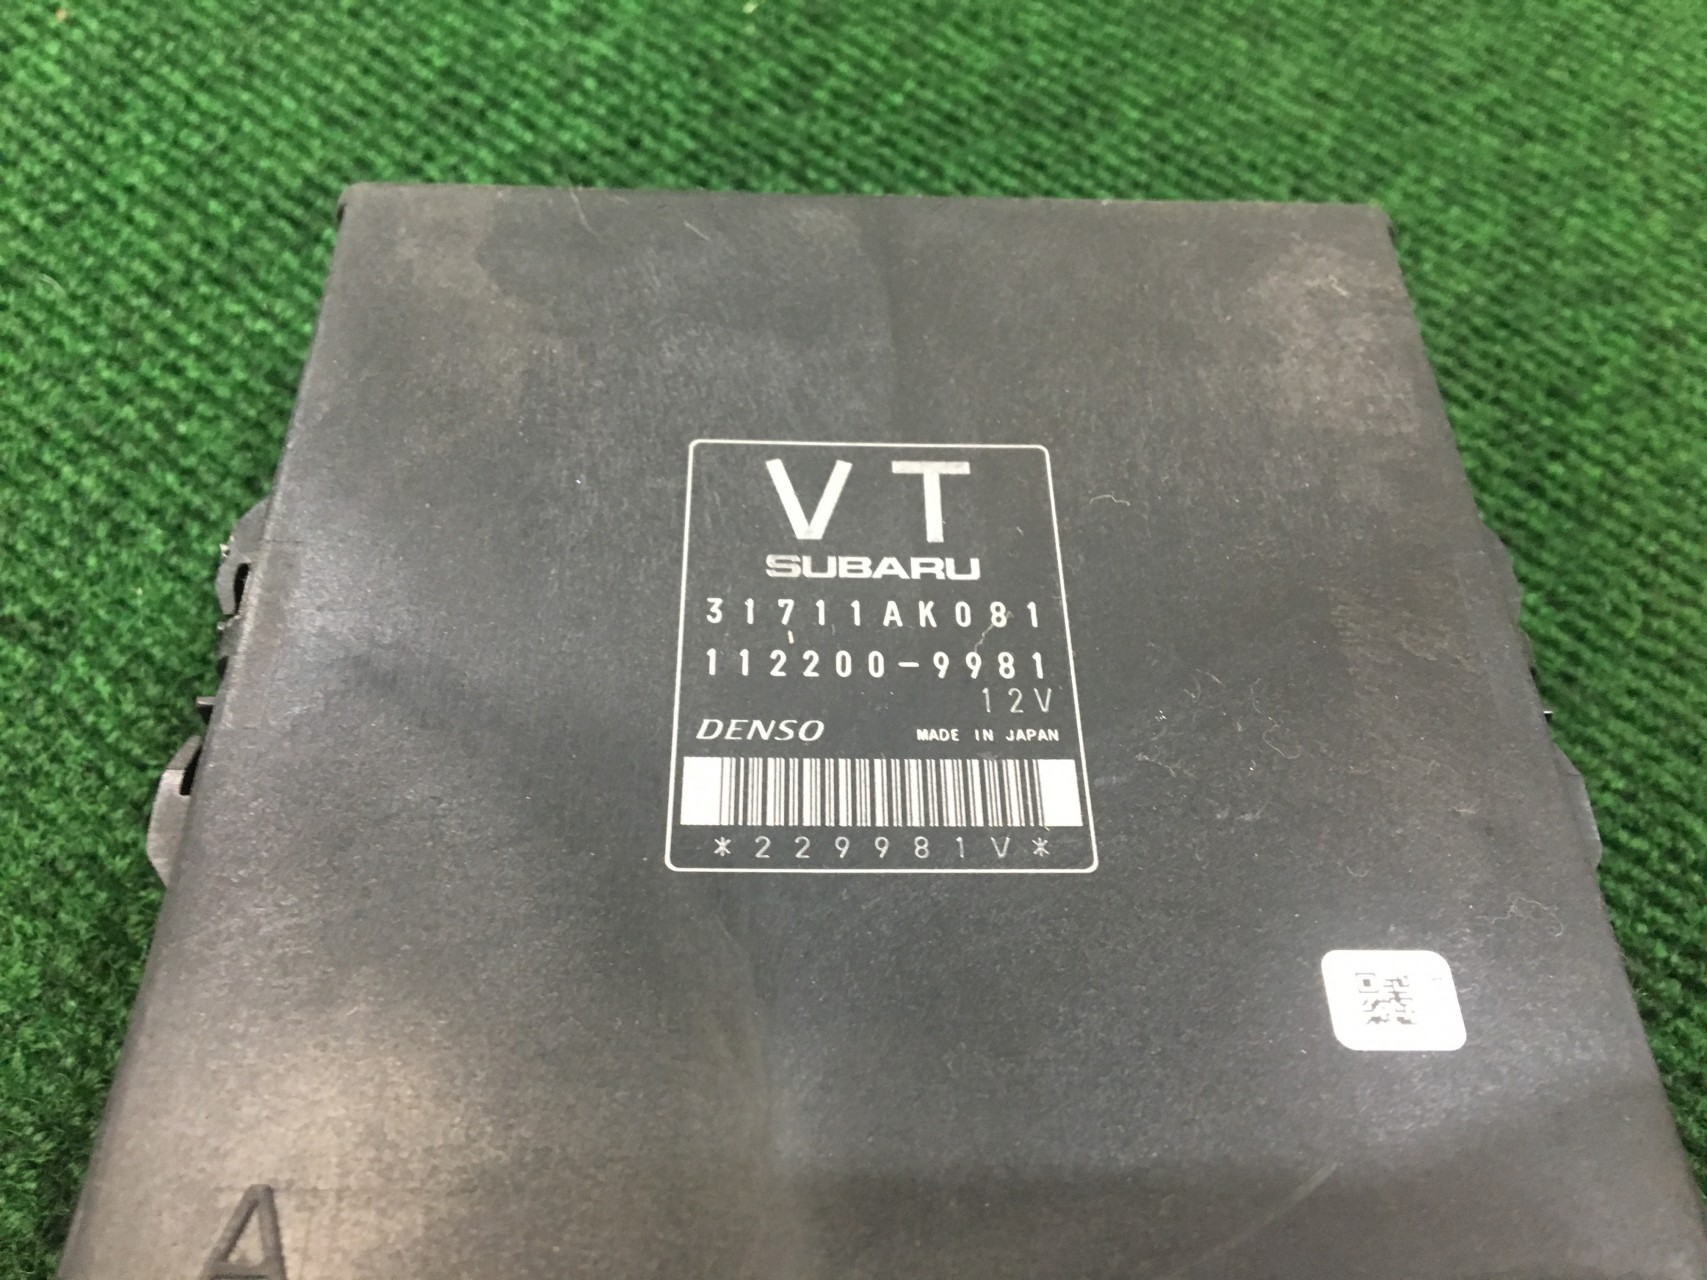 VT
SUBARU
31711AK081
112200-9981
12V
DENSO MADE IN JAPAN
*229981V*
A